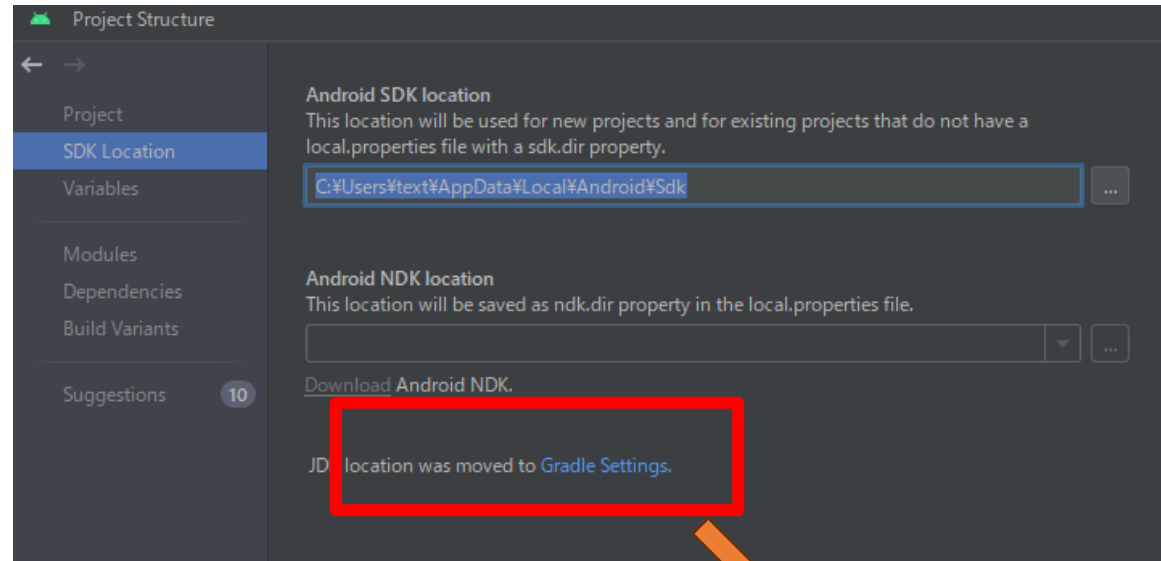 Project Structure
Project
SDK Location
Variables
Modules
Dependencies
Build Variants
Suggestions 10
Android SDK location
This location will be used for new projects and for existing projects that do not have a
local.properties file with a sdk.dir property.
C:¥Users¥text¥AppData¥Local¥Android¥Sdk
...
Android NDK location
This location will be saved as ndk.dir property in the local.properties file.
...
Download Android NDK.
location was moved to Gradle Settings.